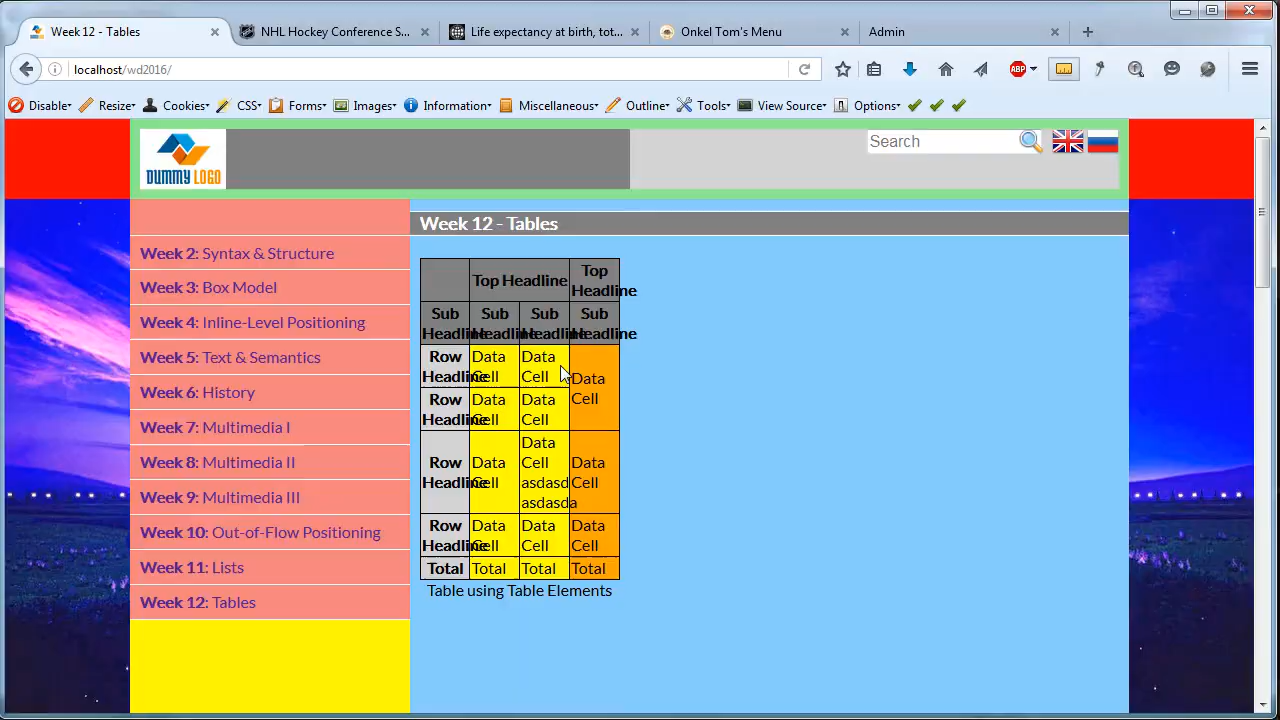 Week 12 - Tables
NHL Hockey Conference S...
Life expectancy at birth, tot...
Onkel Tom's Menu
Admin
localhost/wd2016/
ABP
Disable Resize Cookies CSS Forms Images Information Miscellaneous Outline Tools View Source Options
DUMMY LOGO
Search
Week 12 - Tables
Week 2: Syntax & Structure
Week 3: Box Model
Week 4: Inline-Level Positioning
Week 5: Text & Semantics
Week 6: History
Week 7: Multimedia I
Week 8: Multimedia II
Week 9: Multimedia III
Week 10: Out-of-Flow Positioning
Week 11: Lists
Week 12: Tables
Top Headline Top
Headline
Sub Sub Sub Sub
Headline Headline Headline Headline
Row Data Data Data
Headline Cell Cell Cell
Row Data Data
Headline Cell Cell
Row Data Data Data
Headline Cell Cell Cell
asdasd
asdasda
Row Data Data Data
Headline Cell Cell Cell
Total Total Total Total
Table using Table Elements